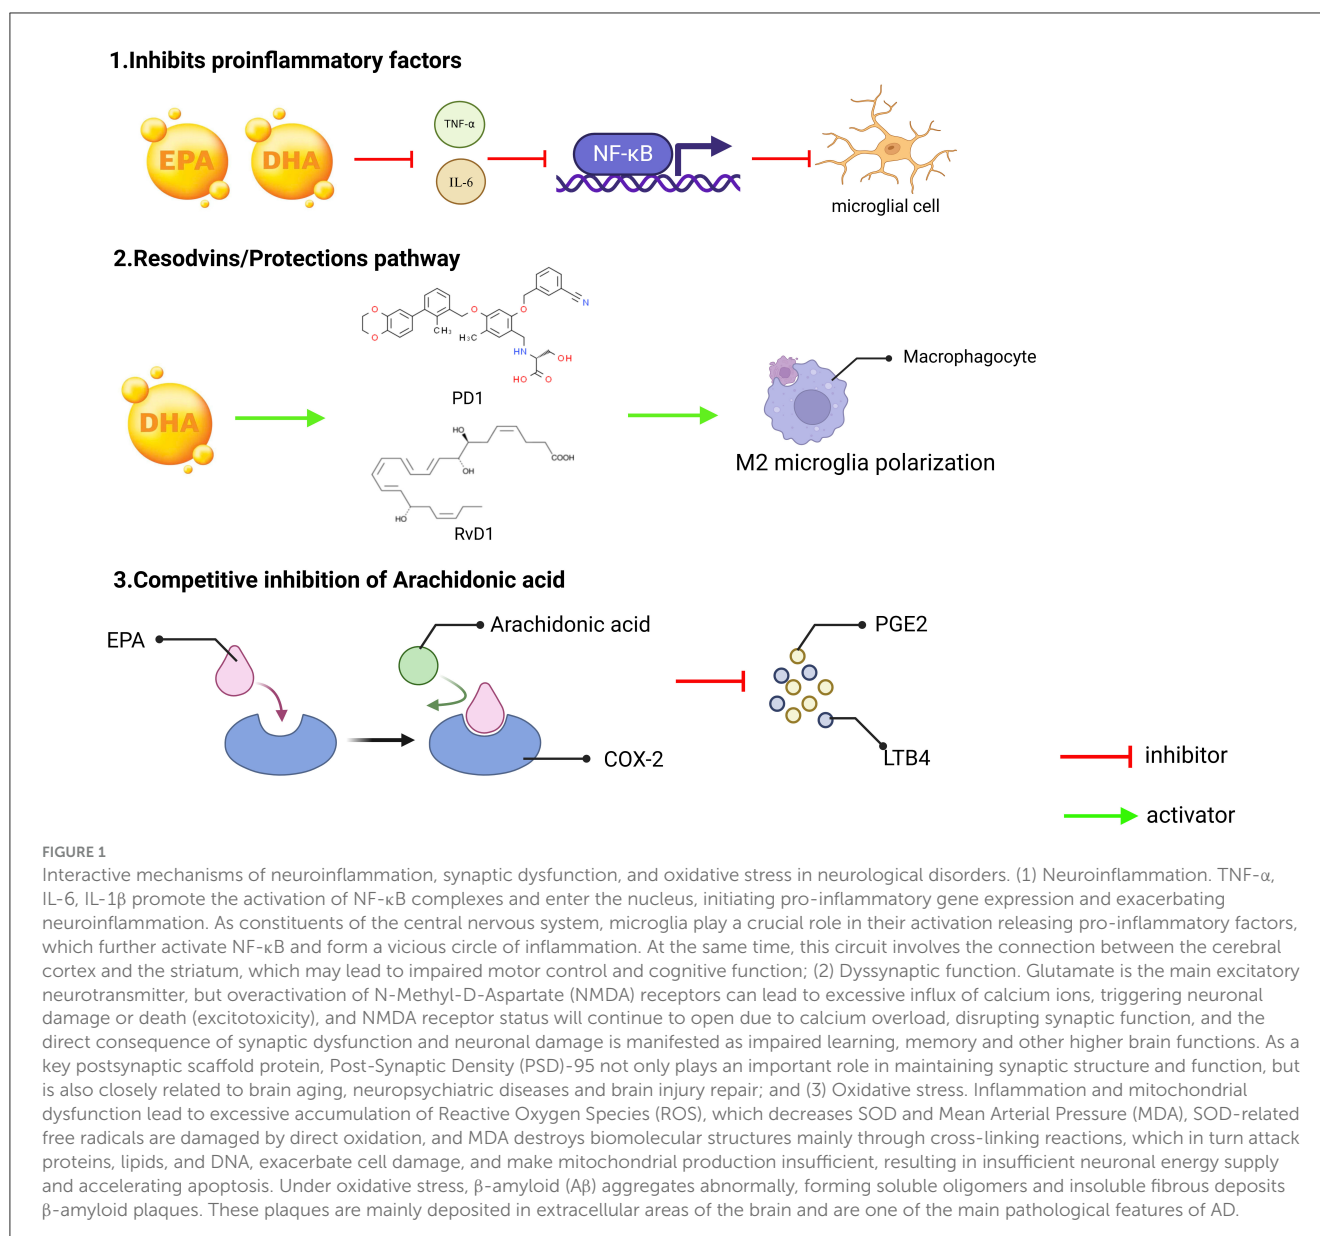 1.Inhibits proinflammatory factors
EPA
DHA
TNF-α
IL-6
NF-κB
microglial cell
2.Resodvins/Protections pathway
O
O
CH₃
O
H₃C
O
N
HN
OH
HO
O
PD1
DHA
Macrophagocyte
M2 microglia polarization
HO
OH
COOH
HO
RvD1
3.Competitive inhibition of Arachidonic acid
EPA
Arachidonic acid
COX-2
PGE2
LTB4
inhibitor
activator
FIGURE 1
Interactive mechanisms of neuroinflammation, synaptic dysfunction, and oxidative stress in neurological disorders. (1) Neuroinflammation. TNF-α,
IL-6, IL-1β promote the activation of NF-κB complexes and enter the nucleus, initiating pro-inflammatory gene expression and exacerbating
neuroinflammation. As constituents of the central nervous system, microglia play a crucial role in their activation releasing pro-inflammatory factors,
which further activate NF-κB and form a vicious circle of inflammation. At the same time, this circuit involves the connection between the cerebral
cortex and the striatum, which may lead to impaired motor control and cognitive function; (2) Dyssynaptic function. Glutamate is the main excitatory
neurotransmitter, but overactivation of N-Methyl-D-Aspartate (NMDA) receptors can lead to excessive influx of calcium ions, triggering neuronal
damage or death (excitotoxicity), and NMDA receptor status will continue to open due to calcium overload, disrupting synaptic function, and the
direct consequence of synaptic dysfunction and neuronal damage is manifested as impaired learning, memory and other higher brain functions. As a
key postsynaptic scaffold protein, Post-Synaptic Density (PSD)-95 not only plays an important role in maintaining synaptic structure and function, but
is also closely related to brain aging, neuropsychiatric diseases and brain injury repair; and (3) Oxidative stress. Inflammation and mitochondrial
dysfunction lead to excessive accumulation of Reactive Oxygen Species (ROS), which decreases SOD and Mean Arterial Pressure (MDA), SOD-related
free radicals are damaged by direct oxidation, and MDA destroys biomolecular structures mainly through cross-linking reactions, which in turn attack
proteins, lipids, and DNA, exacerbate cell damage, and make mitochondrial production insufficient, resulting in insufficient neuronal energy supply
and accelerating apoptosis. Under oxidative stress, β-amyloid (Aβ) aggregates abnormally, forming soluble oligomers and insoluble fibrous deposits
β-amyloid plaques. These plaques are mainly deposited in extracellular areas of the brain and are one of the main pathological features of AD.